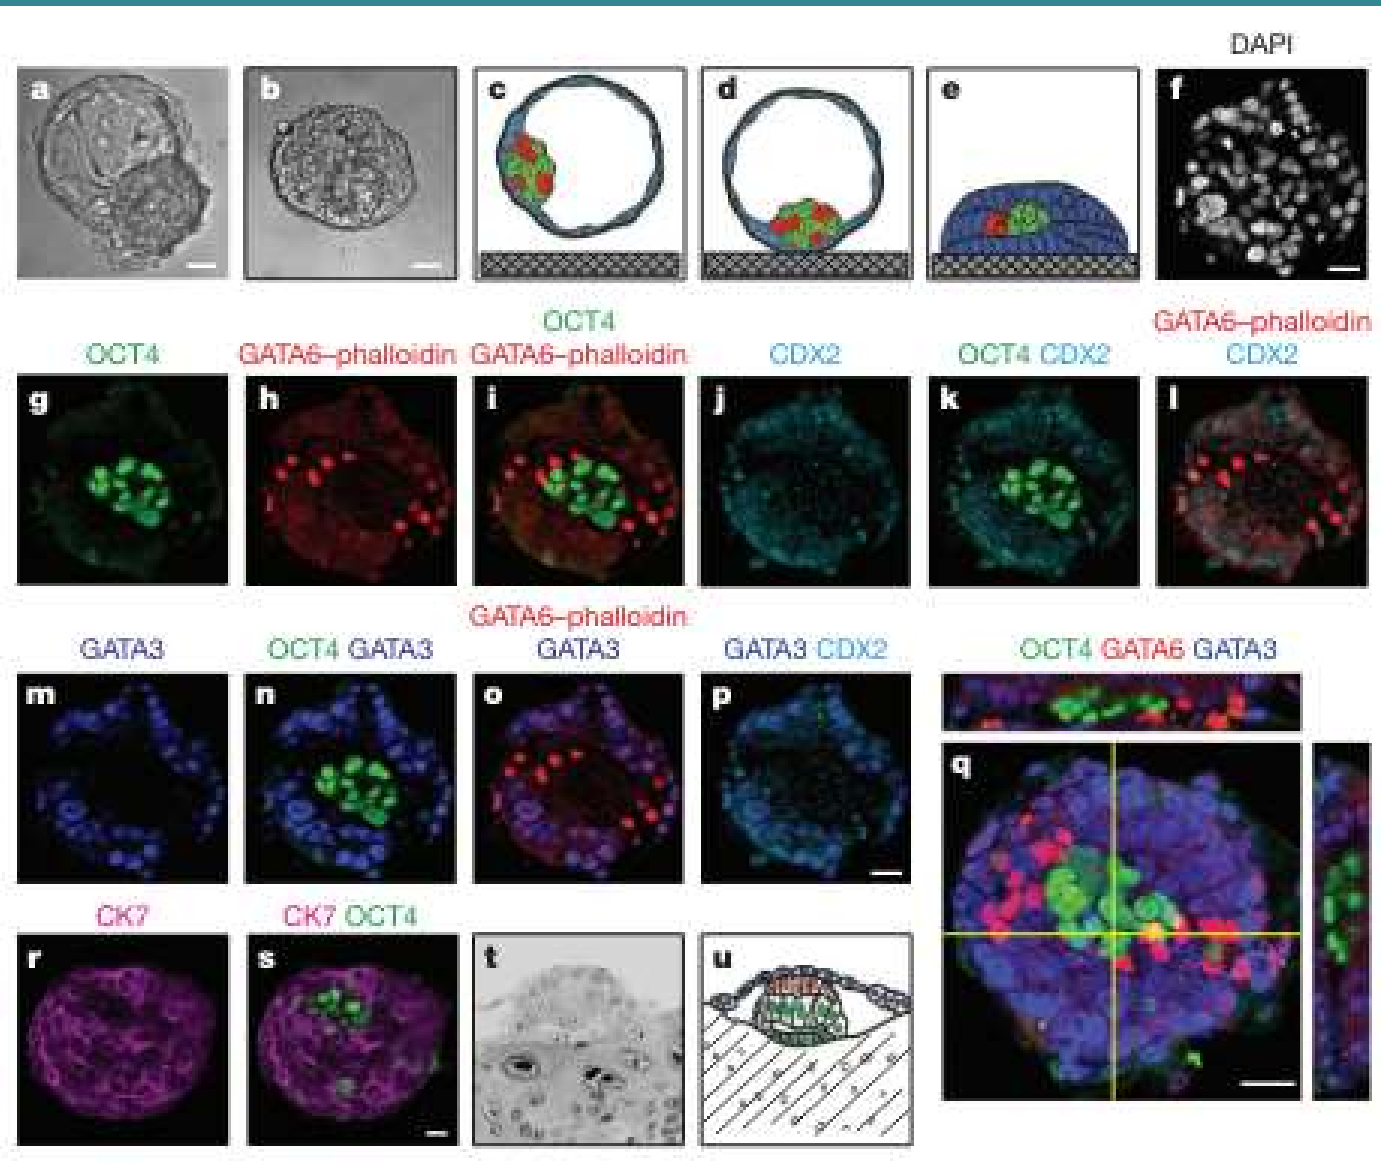 DAPI
a b c d e f
OCT4
GATA6–phalloidin
OCT4
GATA6–phalloidin
CDX2
OCT4 CDX2
GATA6–phalloidin
CDX2
g h i j k l
GATA3
OCT4 GATA3
GATA6–phalloidin
GATA3
GATA3 CDX2
OCT4 GATA6 GATA3
m n o p
q
CK7
CK7 OCT4
r s t u